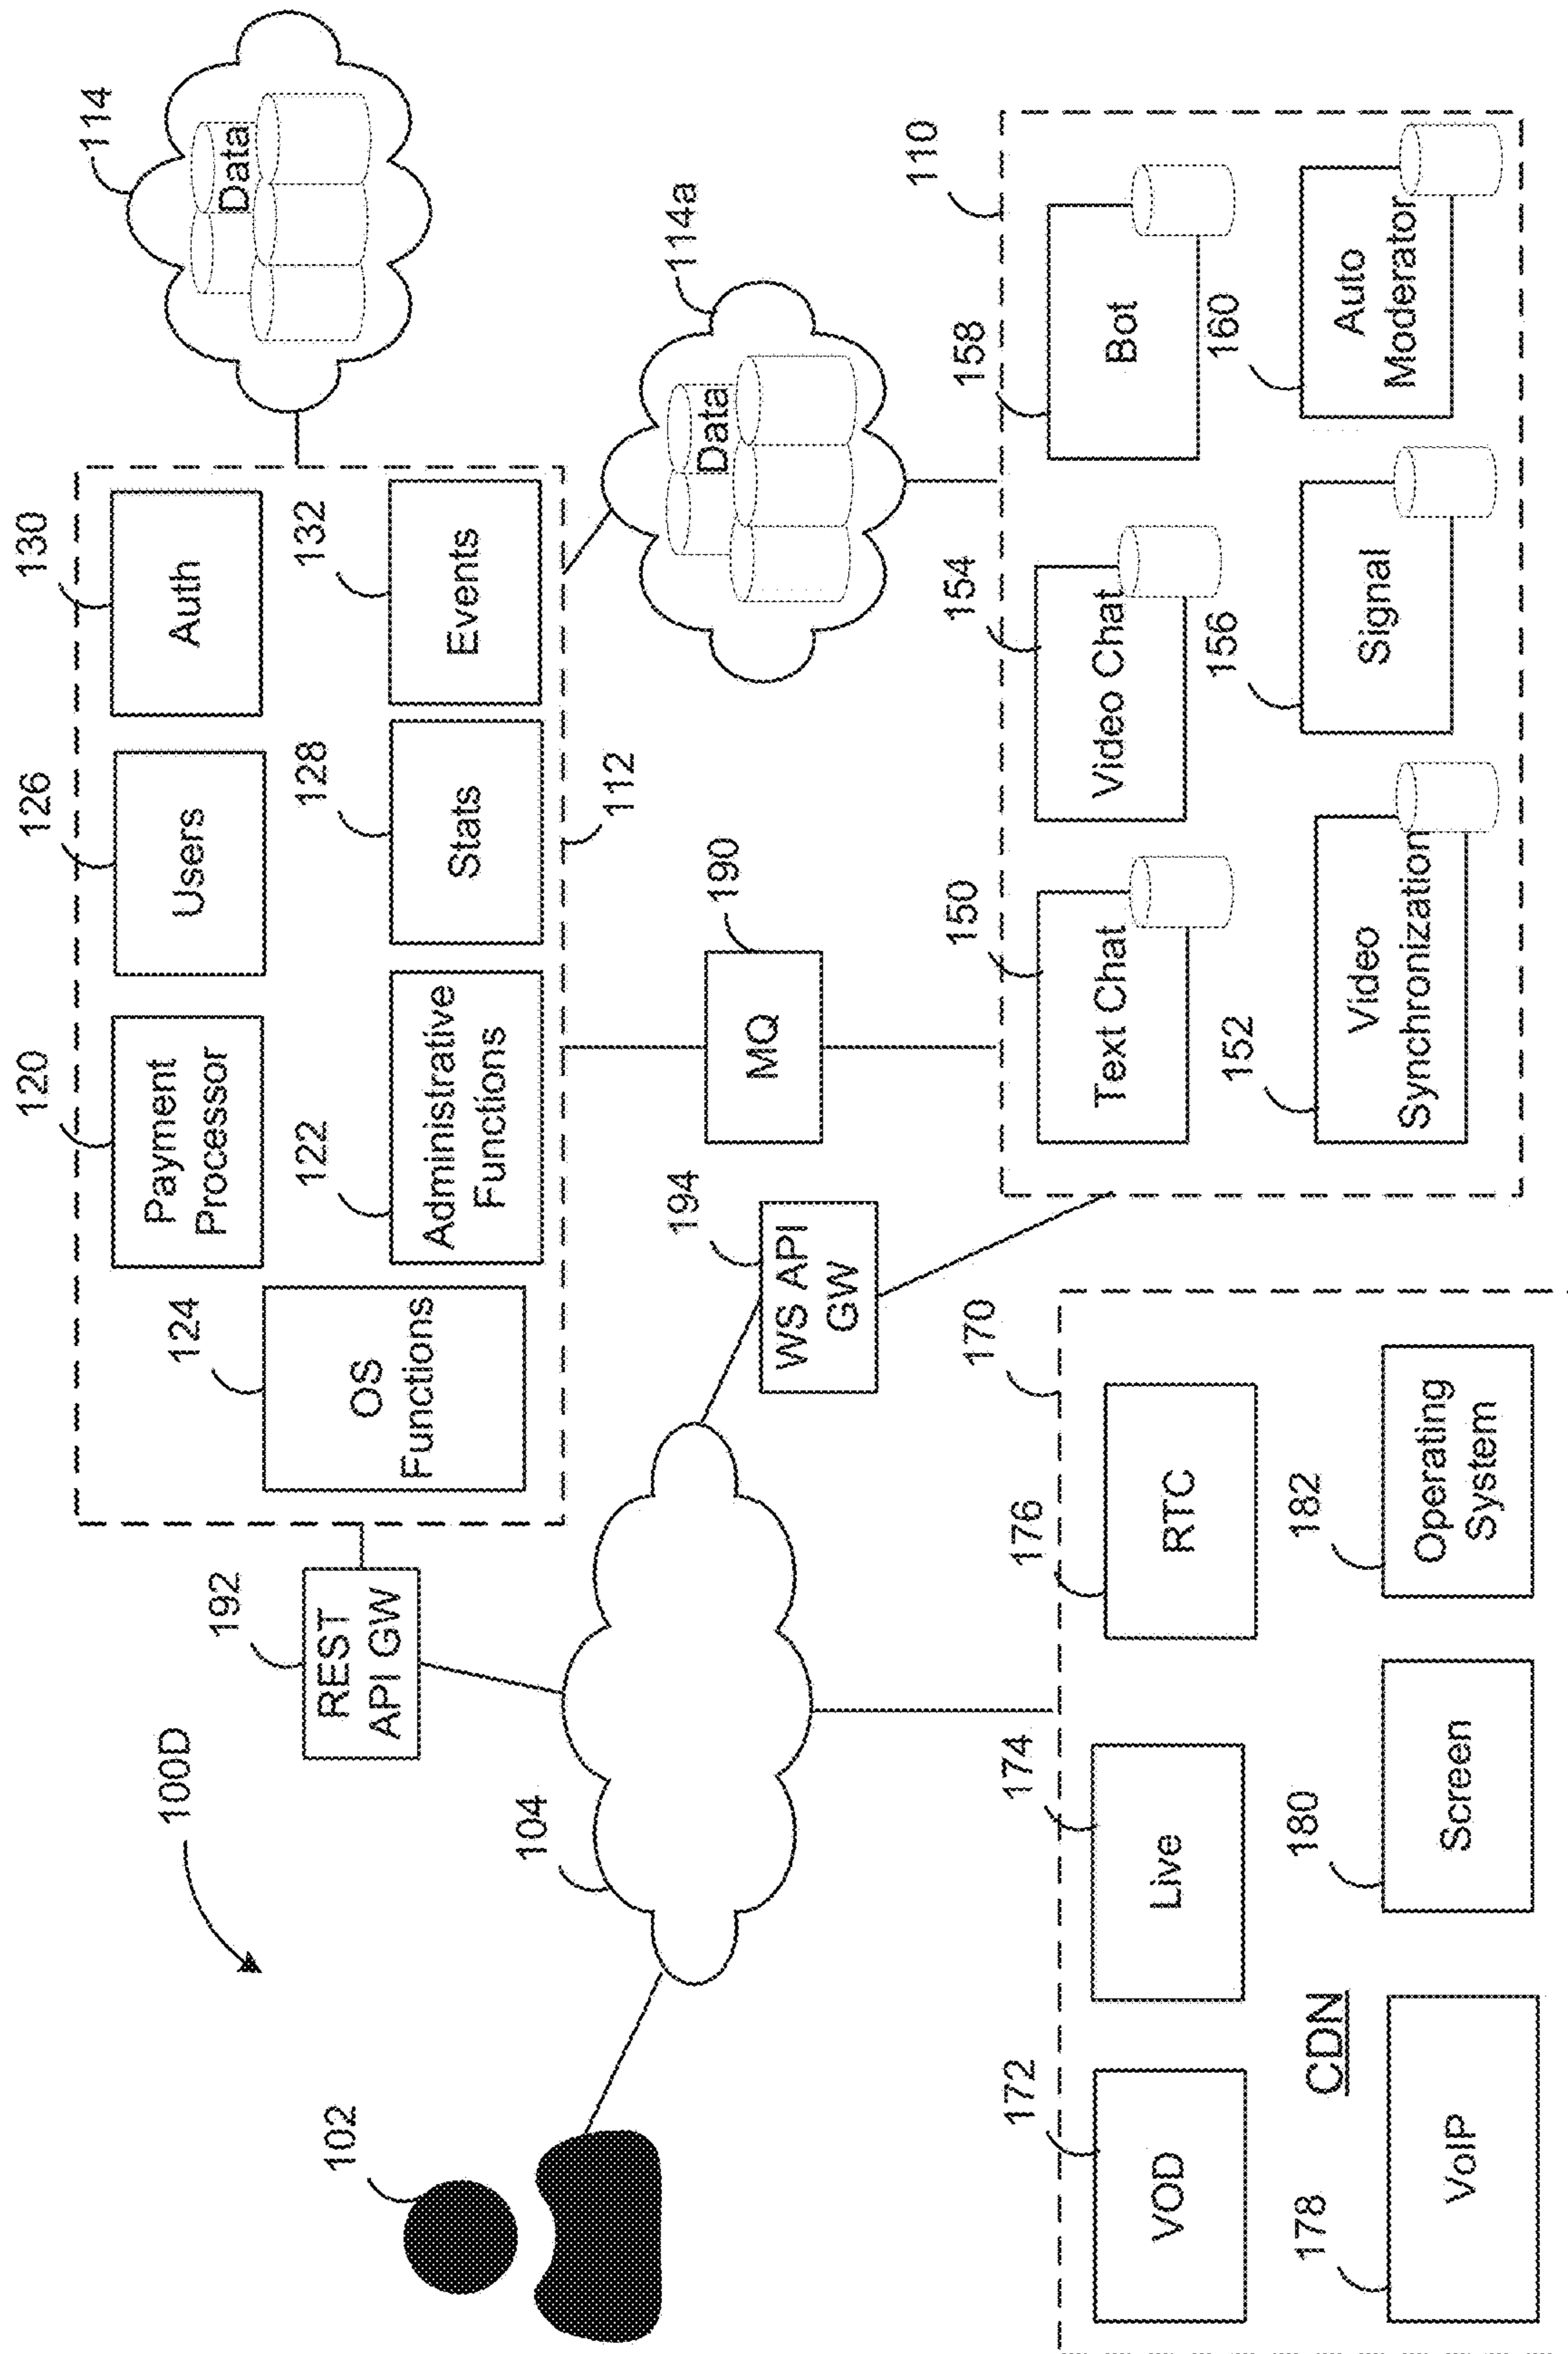 100D
102
104
192
REST
API GW
120
Payment
Processor
126
Users
130
Auth
124
OS
Functions
122
Administrative
Functions
128
Stats
132
Events
112
114
Data
114a
Data
190
MQ
194
WS API
GW
172
VOD
174
Live
176
RTC
170
CDN
178
VoIP
180
Screen
182
Operating
System
150
Text Chat
154
Video Chat
158
Bot
110
152
Video
Synchronization
156
Signal
160
Auto
Moderator